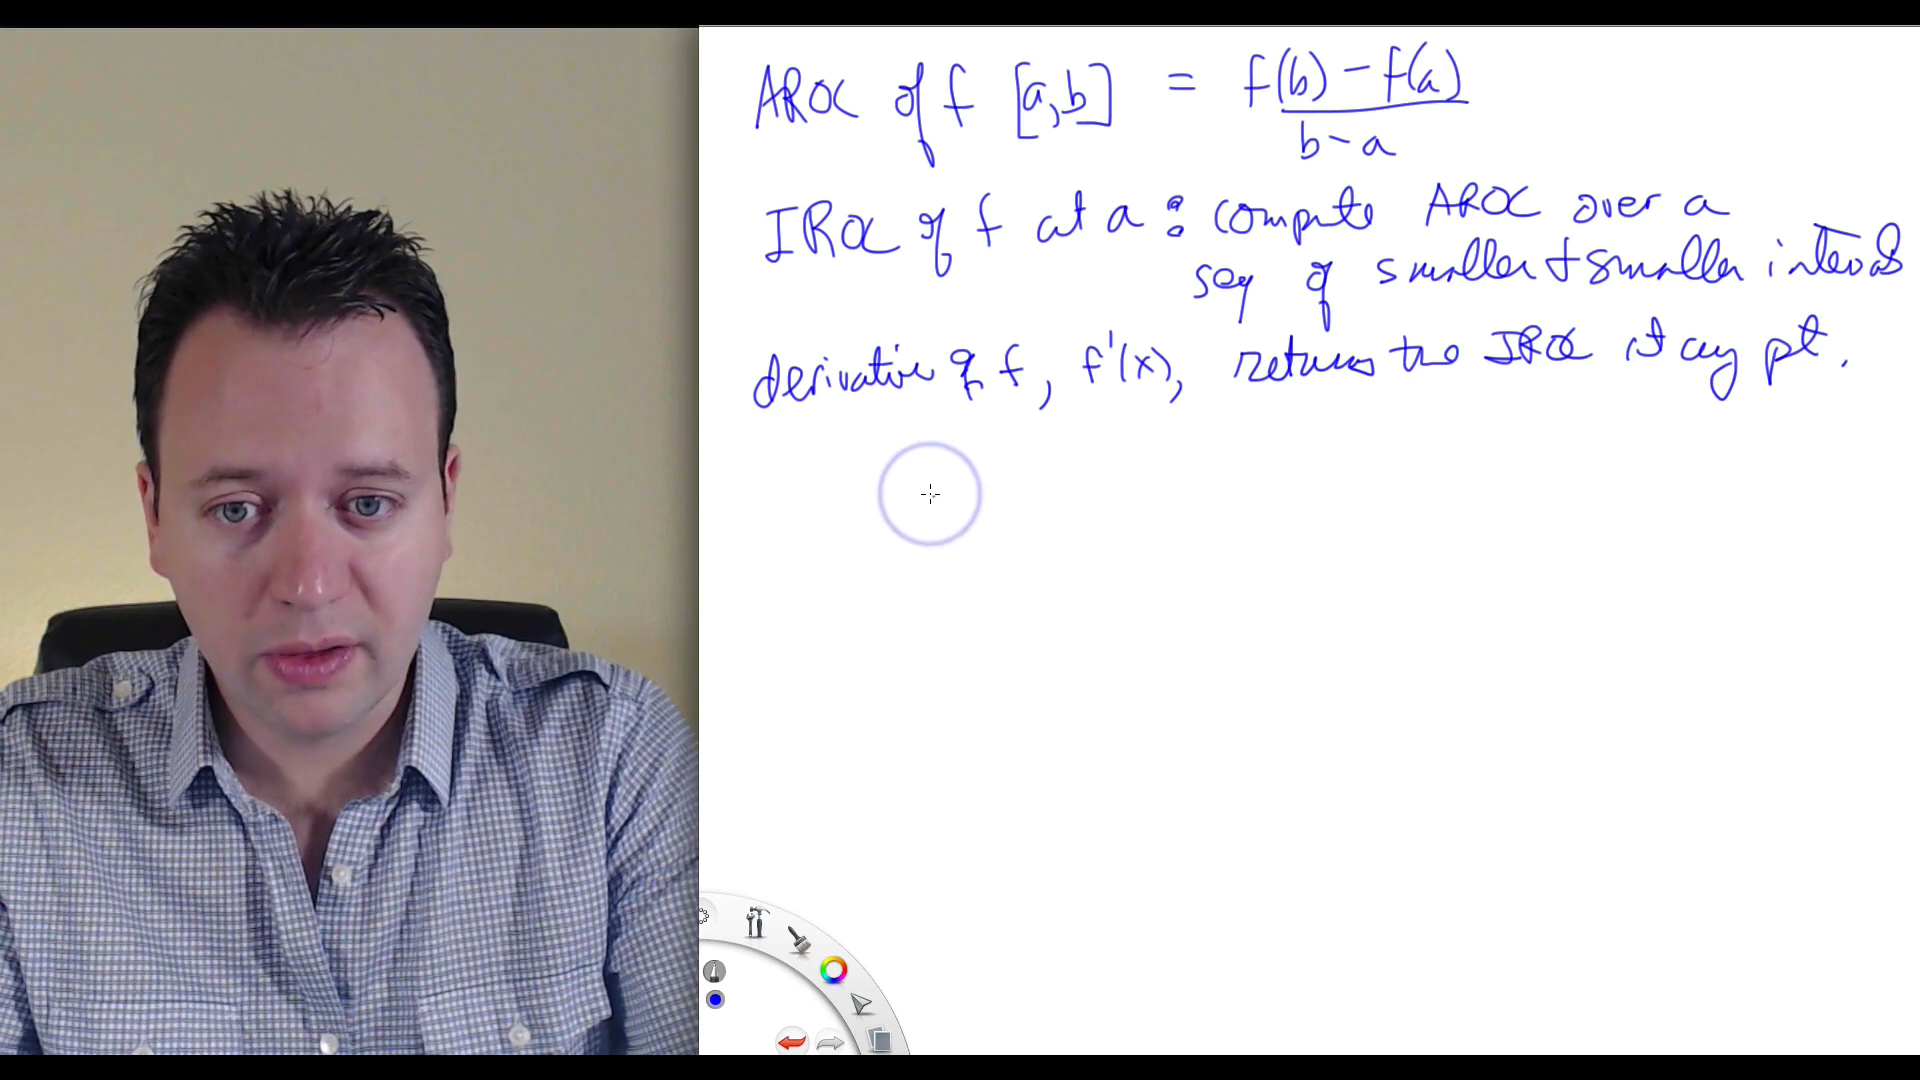 AROC of f [a,b] = f(b) - f(a) / b - a
IROC of f at a : compute AROC over a
seq of smaller + smaller intervals
derivative of f, f'(x), returns the IROC at any pt.